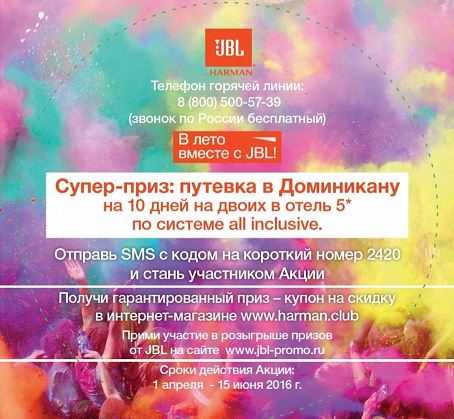 JBL
by HARMAN
Телефон горячей линии:
8 (800) 500-57-39
(звонок по России бесплатный)
В лето
вместе с JBL!
Супер-приз: путевка в Доминикану
на 10 дней на двоих в отель 5*
по системе all inclusive.
Отправь SMS с кодом на короткий номер 2420
и стань участником Акции
Получи гарантированный приз – купон на скидку
в интернет-магазине www.harman.club
Прими участие в розыгрыше призов
от JBL на сайте www.jbl-promo.ru
Сроки действия Акции:
1 апреля - 15 июня 2016 г.